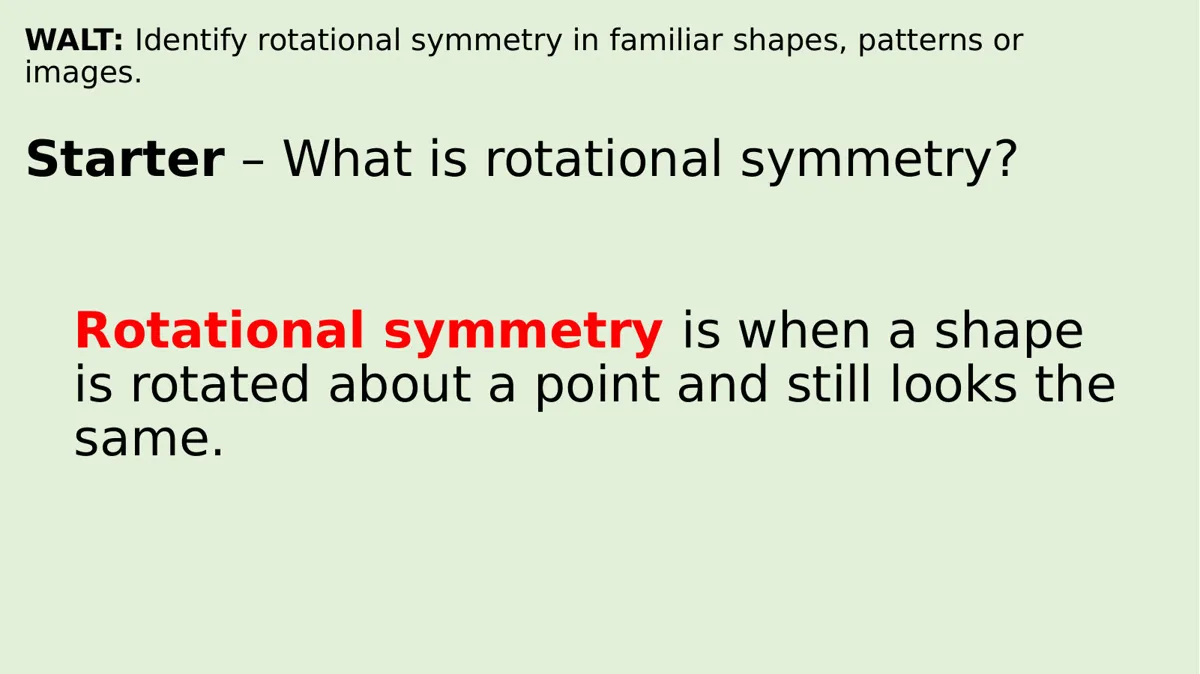 WALT: Identify rotational symmetry in familiar shapes, patterns or
images.
Starter – What is rotational symmetry?
Rotational symmetry is when a shape
is rotated about a point and still looks the
same.